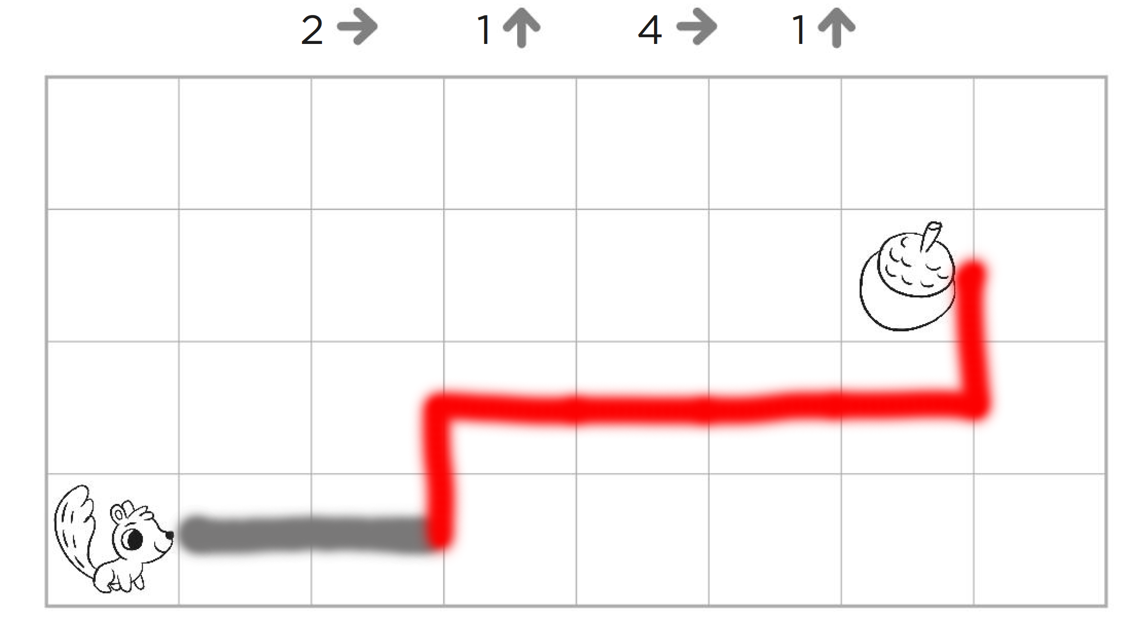 2 → 1 ↑ 4 → 1 ↑